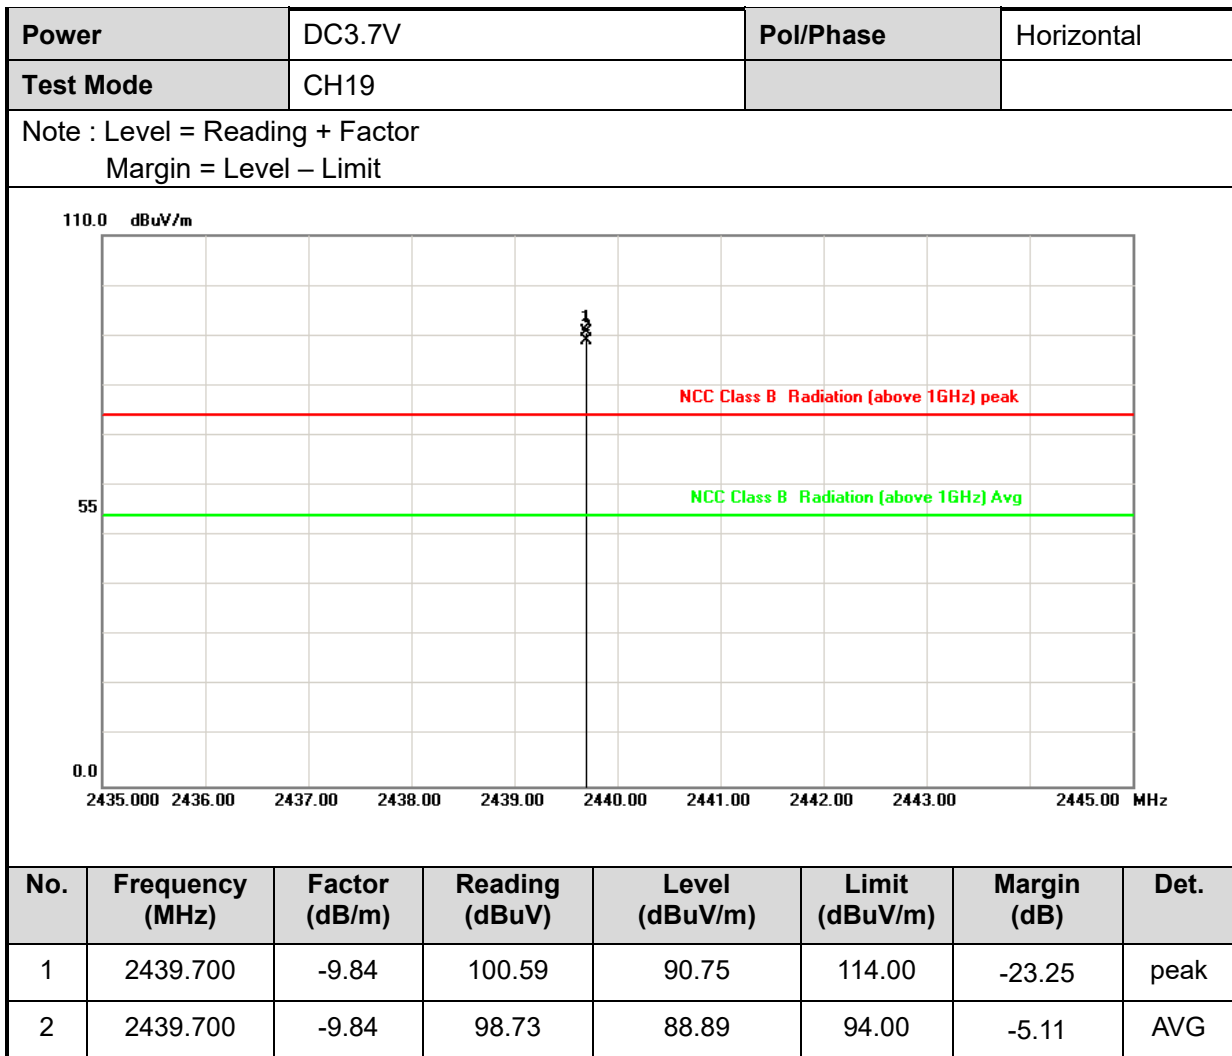 Power DC3.7V Pol/Phase Horizontal
Test Mode CH19
Note : Level = Reading + Factor
Margin = Level – Limit
110.0 dBuV/m
1
NCC Class B Radiation (above 1GHz) peak
55
NCC Class B Radiation (above 1GHz) Avg
0.0
2435.000 2436.00 2437.00 2438.00 2439.00 2440.00 2441.00 2442.00 2443.00 2445.00 MHz
No. Frequency (MHz) Factor (dB/m) Reading (dBuV) Level (dBuV/m) Limit (dBuV/m) Margin (dB) Det.
1 2439.700 -9.84 100.59 90.75 114.00 -23.25 peak
2 2439.700 -9.84 98.73 88.89 94.00 -5.11 AVG